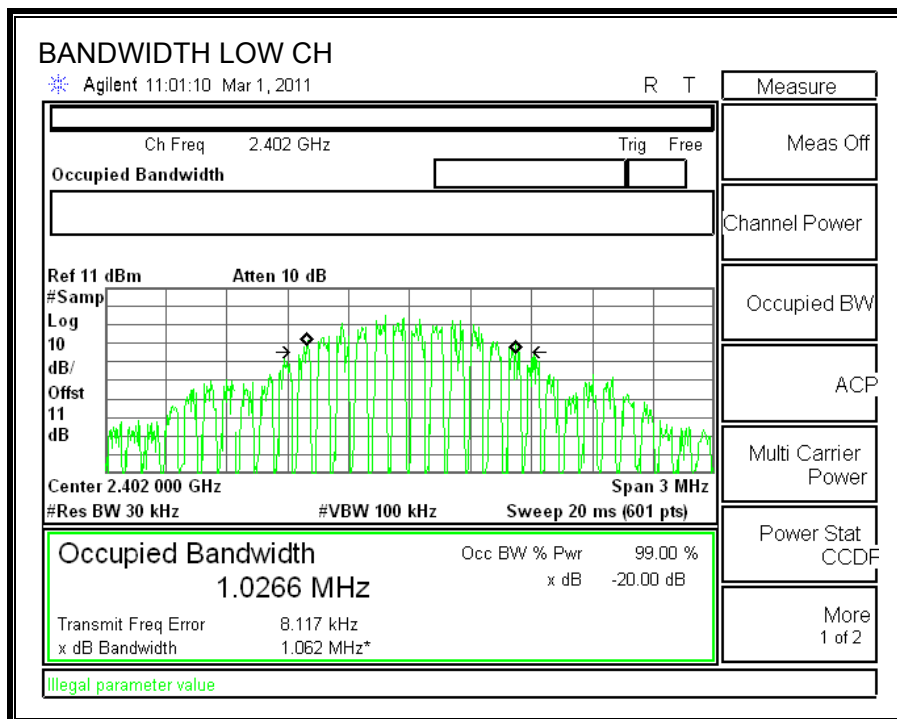 BANDWIDTH LOW CH
Agilent 11:01:10 Mar 1, 2011 R T
Measure
Ch Freq 2.402 GHz Trig Free
Meas Off
Occupied Bandwidth
Channel Power
Ref 11 dBm Atten 10 dB
#Samp
Log
10
dB/
Offst
11
dB
Occupied BW
ACP
Multi Carrier
Power
Center 2.402 000 GHz Span 3 MHz
#Res BW 30 kHz #VBW 100 kHz Sweep 20 ms (601 pts)
Power Stat
CCDF
Occupied Bandwidth Occ BW % Pwr 99.00 %
1.0266 MHz x dB -20.00 dB
Transmit Freq Error 8.117 kHz
x dB Bandwidth 1.062 MHz*
More
1 of 2
Illegal parameter value